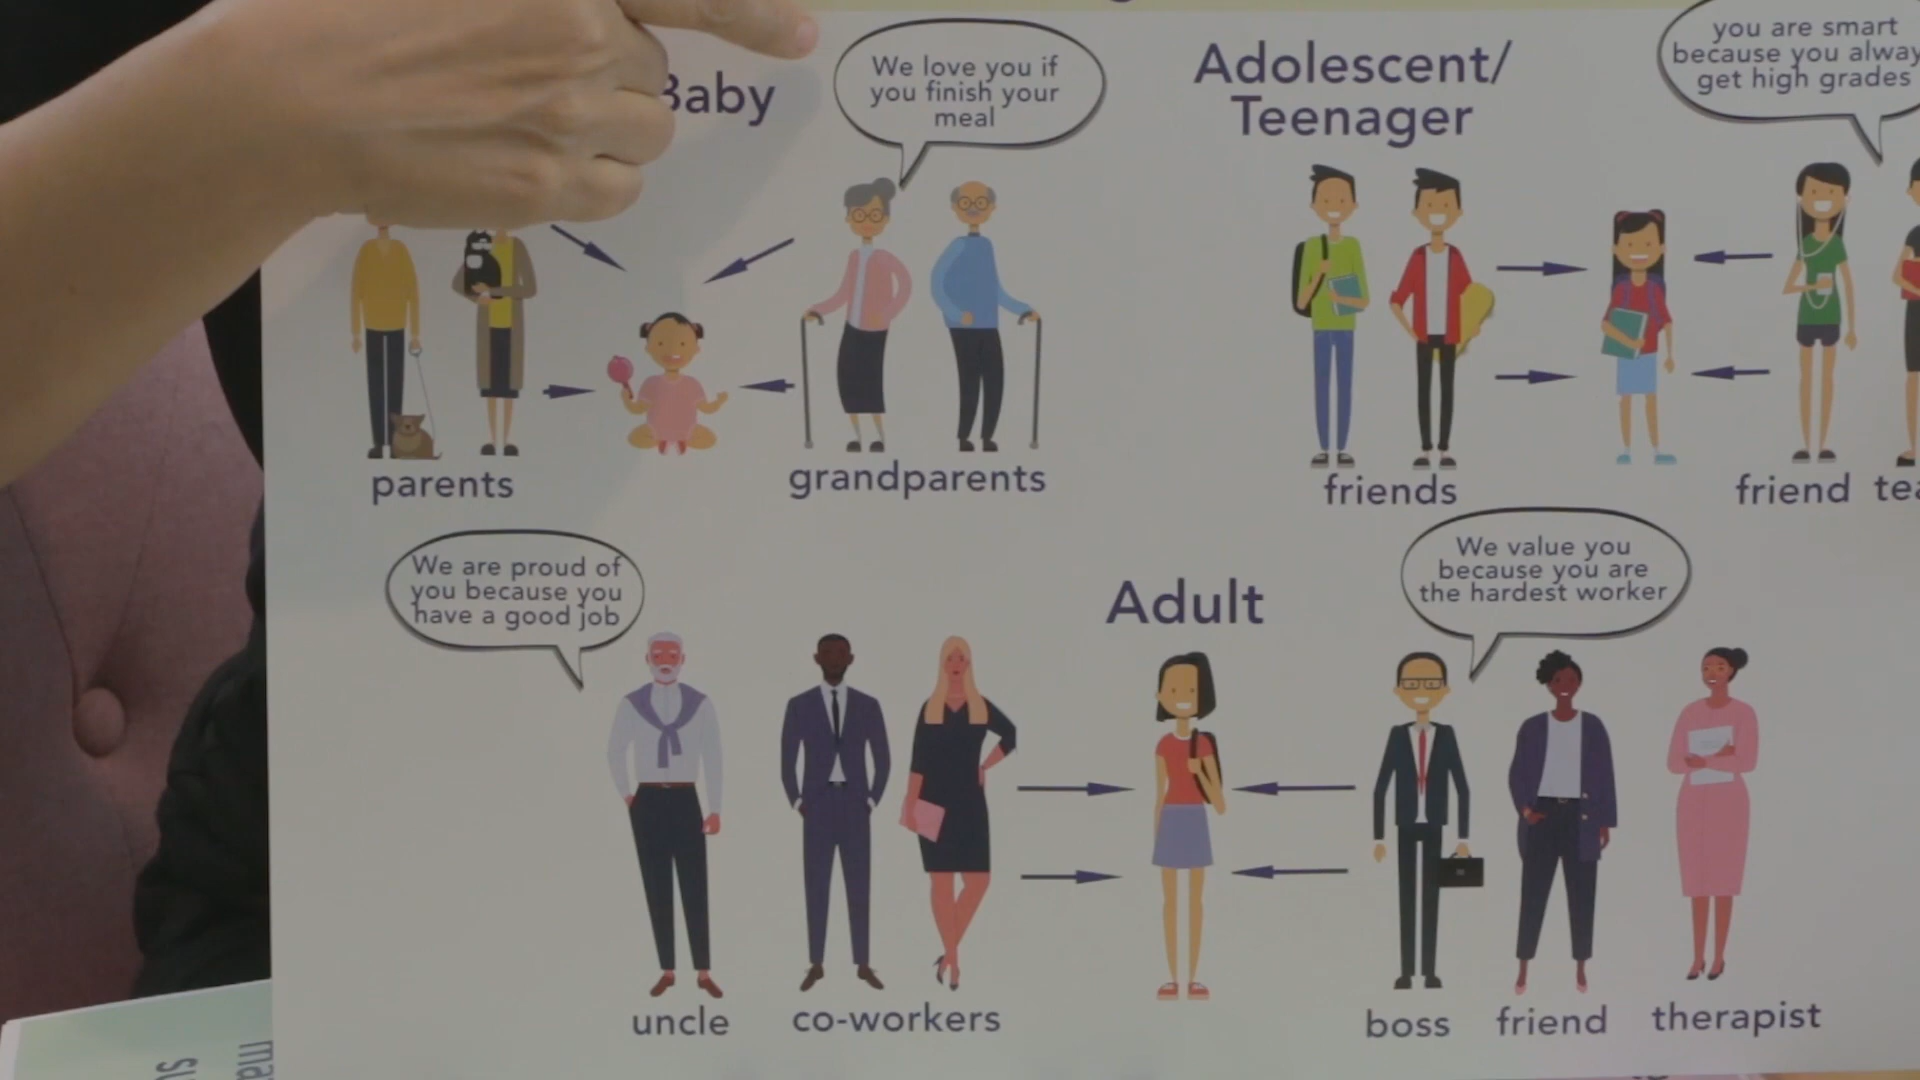 Baby
We love you if
you finish your
meal
Adolescent/
Teenager
you are smart
because you
get high grades
parents
grandparents
friends
friend
We are proud of
you because you
have a good job
Adult
We value you
because you are
the hardest worker
uncle
co-workers
boss
friend
therapist